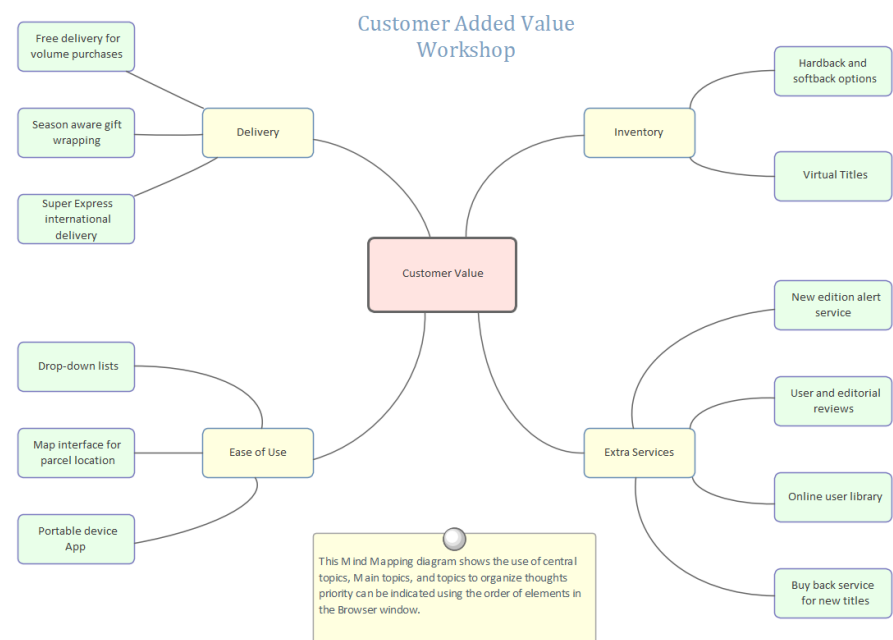 Customer Added Value
Workshop
Free delivery for
volume purchases
Season aware gift
wrapping
Super Express
international
delivery
Delivery
Inventory
Hardback and
softback options
Virtual Titles
Customer Value
Drop-down lists
Map interface for
parcel location
Portable device
App
Ease of Use
Extra Services
New edition alert
service
User and editorial
reviews
Online user library
Buy back service
for new titles
This Mind Mapping diagram shows the use of central
topics, Main topics, and topics to organize thoughts
priority can be indicated using the order of elements in
the Browser window.